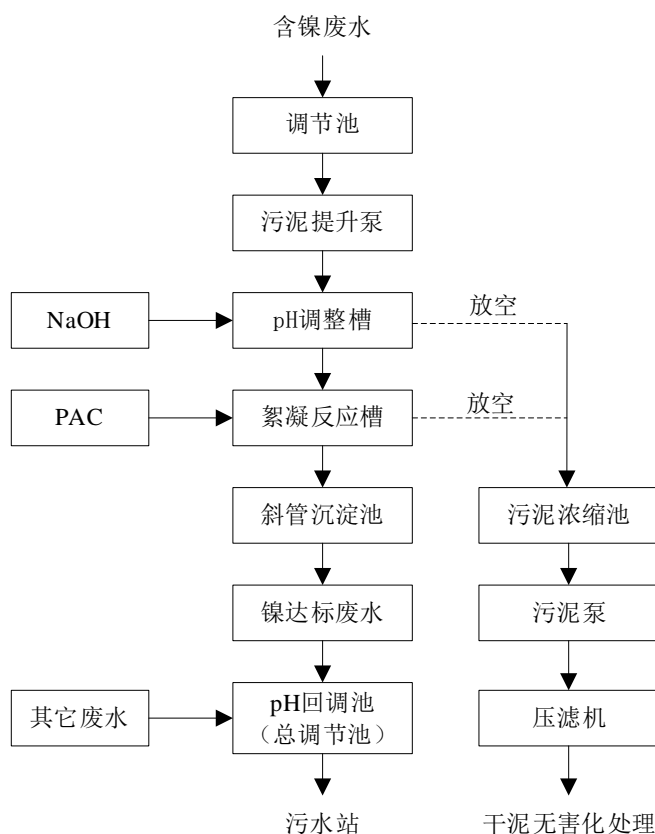 含镍废水
调节池
污泥提升泵
NaOH
pH调整槽
放空
PAC
絮凝反应槽
放空
斜管沉淀池
污泥浓缩池
镍达标废水
污泥泵
其它废水
pH回调池
（总调节池）
压滤机
污水站
干泥无害化处理